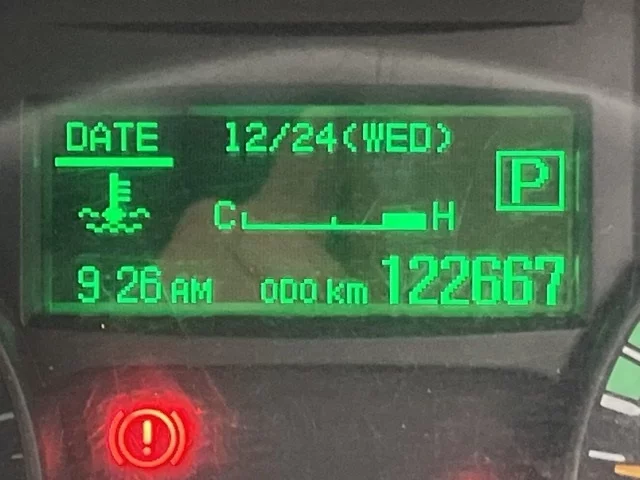 DATE 12/24(WED)
P
C H
9:26 AM 000 km 122667